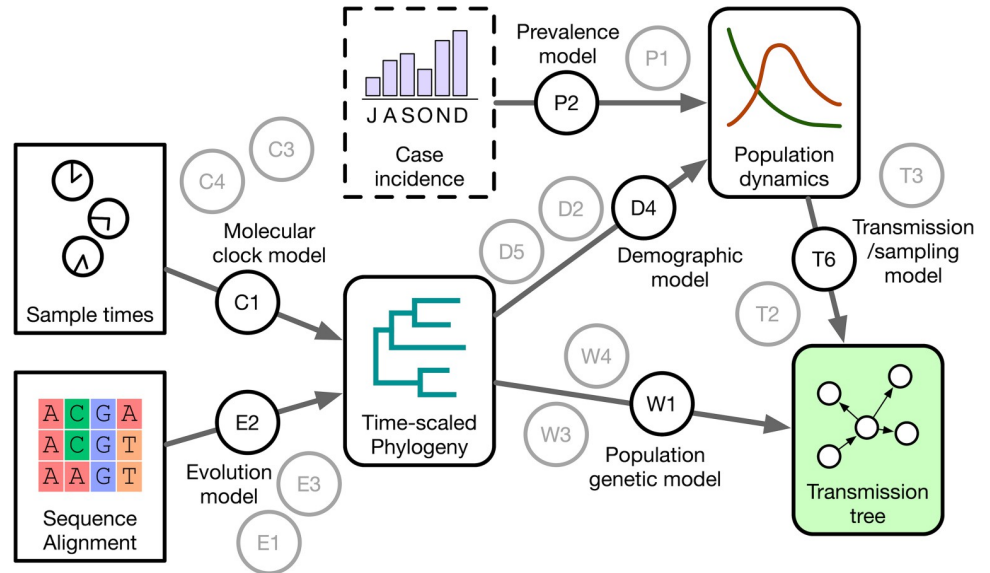 Prevalence
model
P1
P2
J A S O N D
Case
incidence
Population
dynamics
C3
C4
T3
Molecular
clock model
C1
Sample times
D2
D5
D4
Demographic
model
Transmission
/sampling
model
T6
T2
A C G A
A C G T
A A G T
Sequence
Alignment
E2
Evolution
model
E3
E1
Time-scaled
Phylogeny
W4
W1
W3
Population
genetic model
Transmission
tree